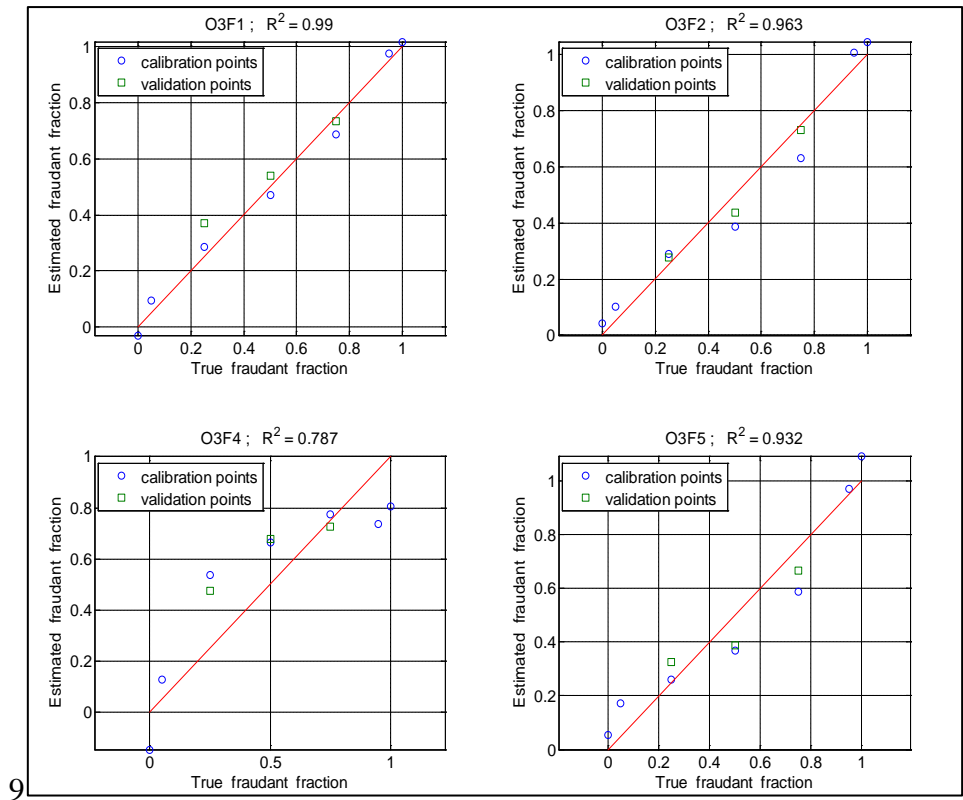 O3F1 ; R² = 0.99
calibration points
validation points
1
0.8
0.6
0.4
0.2
0
Estimated fraudant fraction
0 0.2 0.4 0.6 0.8 1
True fraudant fraction
O3F2 ; R² = 0.963
calibration points
validation points
1
0.8
0.6
0.4
0.2
0
Estimated fraudant fraction
0 0.2 0.4 0.6 0.8 1
True fraudant fraction
O3F4 ; R² = 0.787
calibration points
validation points
1
0.8
0.6
0.4
0.2
0
Estimated fraudant fraction
0 0.5 1
True fraudant fraction
O3F5 ; R² = 0.932
calibration points
validation points
1
0.8
0.6
0.4
0.2
0
Estimated fraudant fraction
0 0.2 0.4 0.6 0.8 1
True fraudant fraction
9